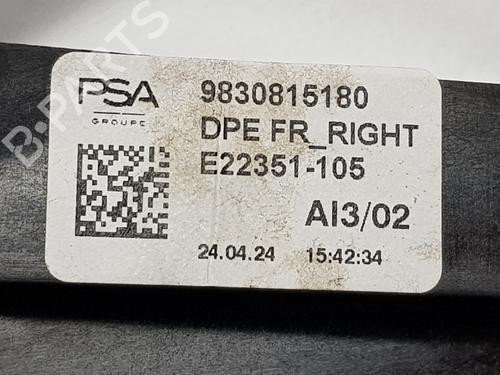 PSA
GROUPE
9830815180
DPE FR_RIGHT
E22351-105
AI3/02
24.04.24 15:42:34
B-PARTS